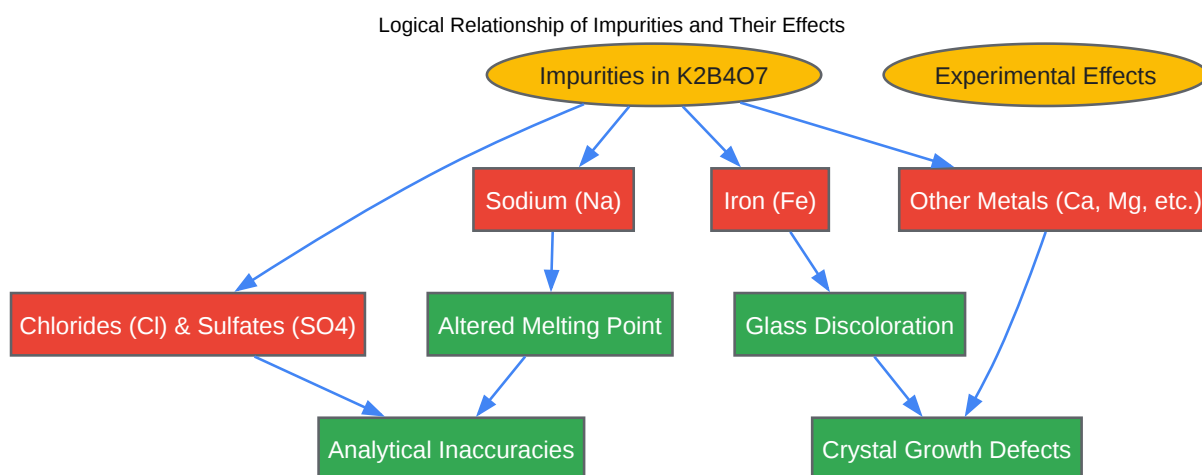 Logical Relationship of Impurities and Their Effects
Impurities in K2B4O7
Experimental Effects
Sodium (Na)
Iron (Fe)
Other Metals (Ca, Mg, etc.)
Chlorides (Cl) & Sulfates (SO4)
Altered Melting Point
Glass Discoloration
Analytical Inaccuracies
Crystal Growth Defects